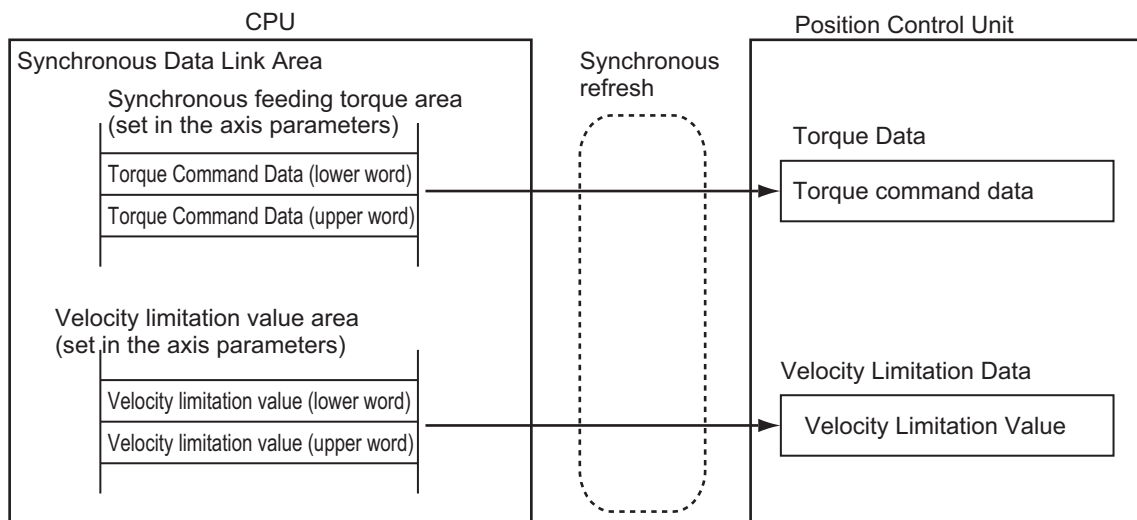 CPU
Position Control Unit
Synchronous Data Link Area
Synchronous
refresh
Synchronous feeding torque area
(set in the axis parameters)
Torque Command Data (lower word)
Torque Command Data (upper word)
Torque Data
Torque command data
Velocity limitation value area
(set in the axis parameters)
Velocity limitation value (lower word)
Velocity limitation value (upper word)
Velocity Limitation Data
Velocity Limitation Value